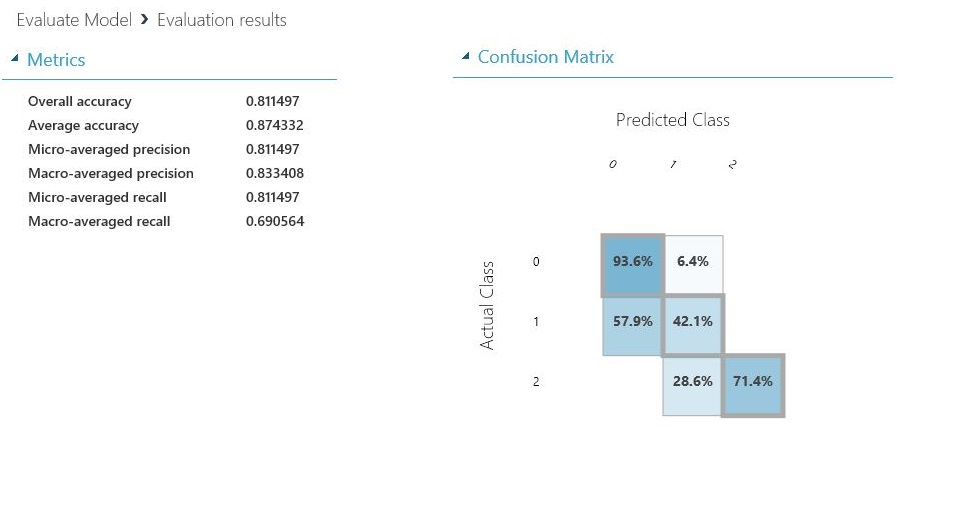 Evaluate Model > Evaluation results
Metrics
Overall accuracy 0.811497
Average accuracy 0.874332
Micro-averaged precision 0.811497
Macro-averaged precision 0.833408
Micro-averaged recall 0.811497
Macro-averaged recall 0.690564
Confusion Matrix
Predicted Class
0 1 2
Actual Class
0 93.6% 6.4%
1 57.9% 42.1%
2 28.6% 71.4%